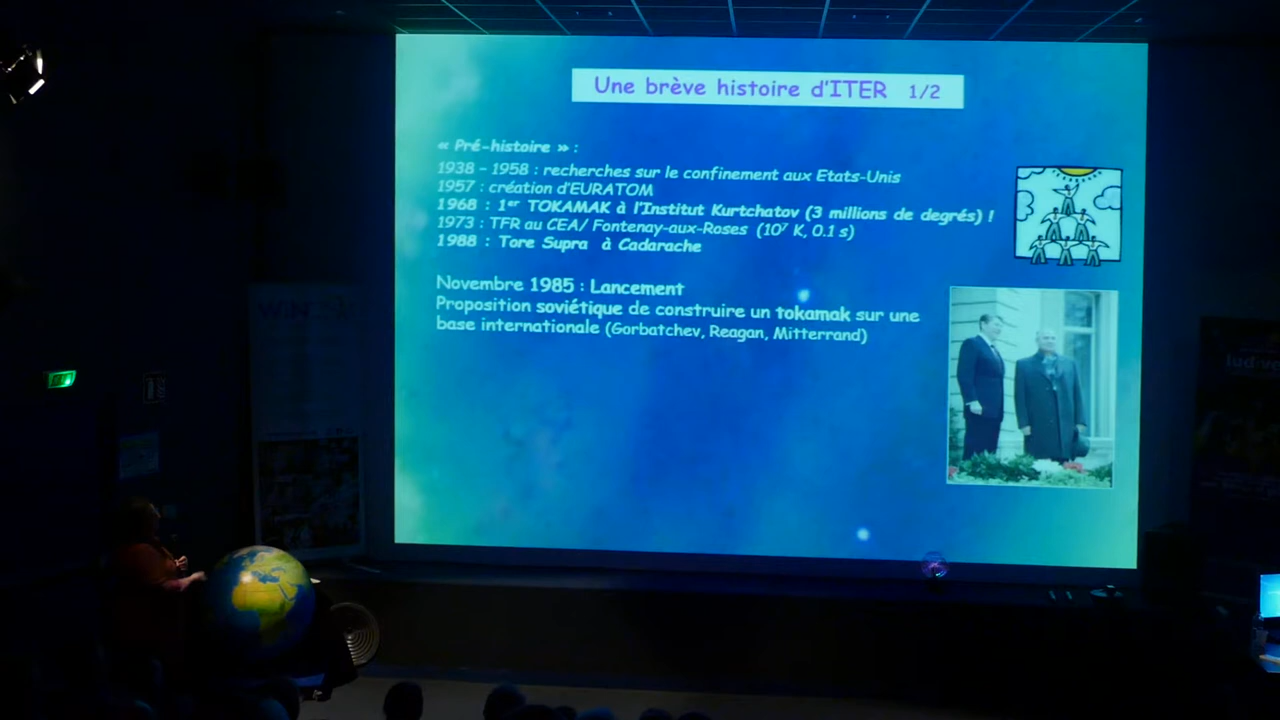 Une brève histoire d'ITER 1/2
« Pré-histoire » :
1938 - 1958 : recherches sur le confinement aux Etats-Unis
1957 : création d'EURATOM
1968 : 1er TOKAMAK à l'Institut Kurtchatov (3 millions de degrés) !
1973 : TFR au CEA/ Fontenay-aux-Roses (10⁷ K, 0.1 s)
1988 : Tore Supra à Cadarache
Novembre 1985 : Lancement
Proposition soviétique de construire un tokamak sur une
base internationale (Gorbatchev, Reagan, Mitterrand)